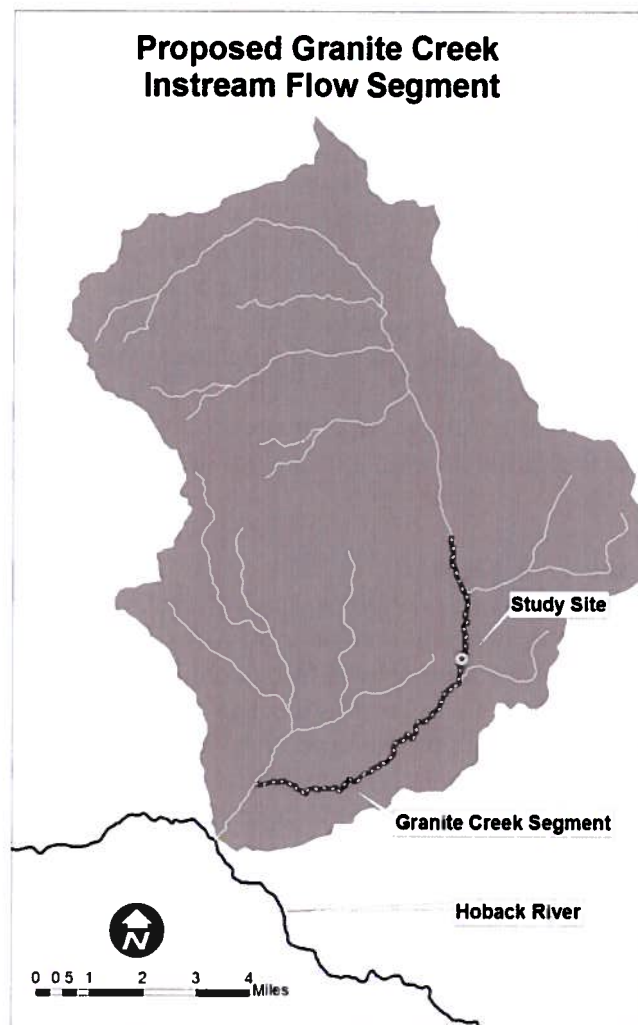 Proposed Granite Creek
Instream Flow Segment
Study Site
Granite Creek Segment
Hoback River
N
0 0 5 1 2 3 4
Miles